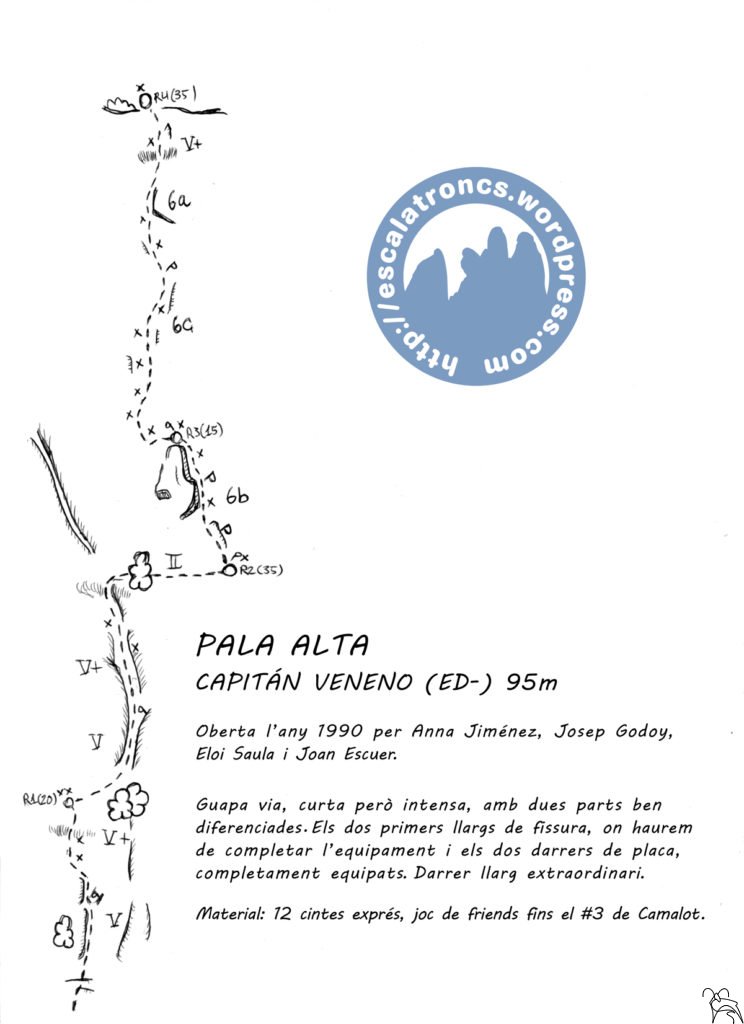 R4(35)
V+
6a
6c
R3(15)
6b
II
R2(35)
V+
V
R1(20)
V+
V
http://escalatroncs.wordpress.com
PALA ALTA
CAPITÁN VENENO (ED-) 95m
Oberta l'any 1990 per Anna Jiménez, Josep Godoy,
Eloi Saula i Joan Escuer.
Guapa via, curta però intensa, amb dues parts ben
diferenciades. Els dos primers llargs de fissura, on haurem
de completar l'equipament i els dos darrers de placa,
completament equipats. Darrer llarg extraordinari.
Material: 12 cintes exprés, joc de friends fins el #3 de Camalot.